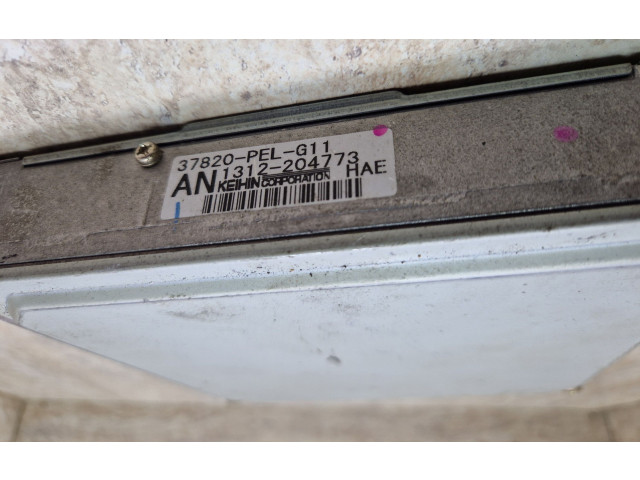 37820-PEL-G11
AN 1312-204773 HAE
KEIHIN CORPORATION